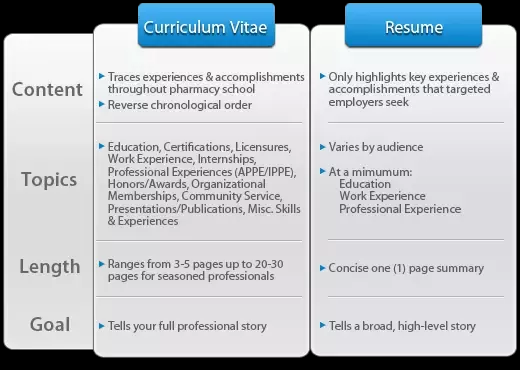 Curriculum Vitae
Resume
Content
Traces experiences & accomplishments
throughout pharmacy school
Reverse chronological order
Only highlights key experiences &
accomplishments that targeted
employers seek
Topics
Education, Certifications, Licensures,
Work Experience, Internships,
Professional Experiences (APPE/IPPE),
Honors/Awards, Organizational
Memberships, Community Service,
Presentations/Publications, Misc. Skills
& Experiences
Varies by audience
At a mimumum:
Education
Work Experience
Professional Experience
Length
Ranges from 3-5 pages up to 20-30
pages for seasoned professionals
Concise one (1) page summary
Goal
Tells your full professional story
Tells a broad, high-level story